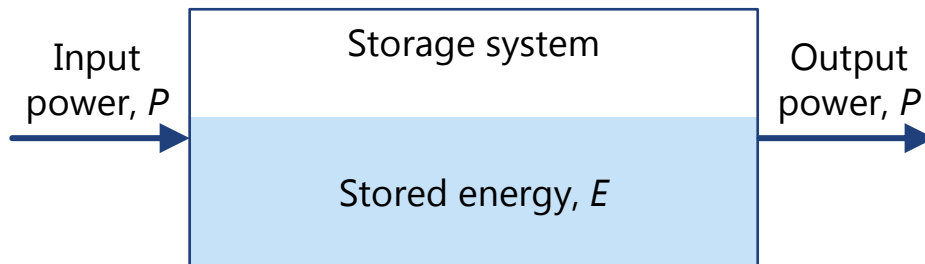 Storage system
Input
power, P
Output
power, P
Stored energy, E